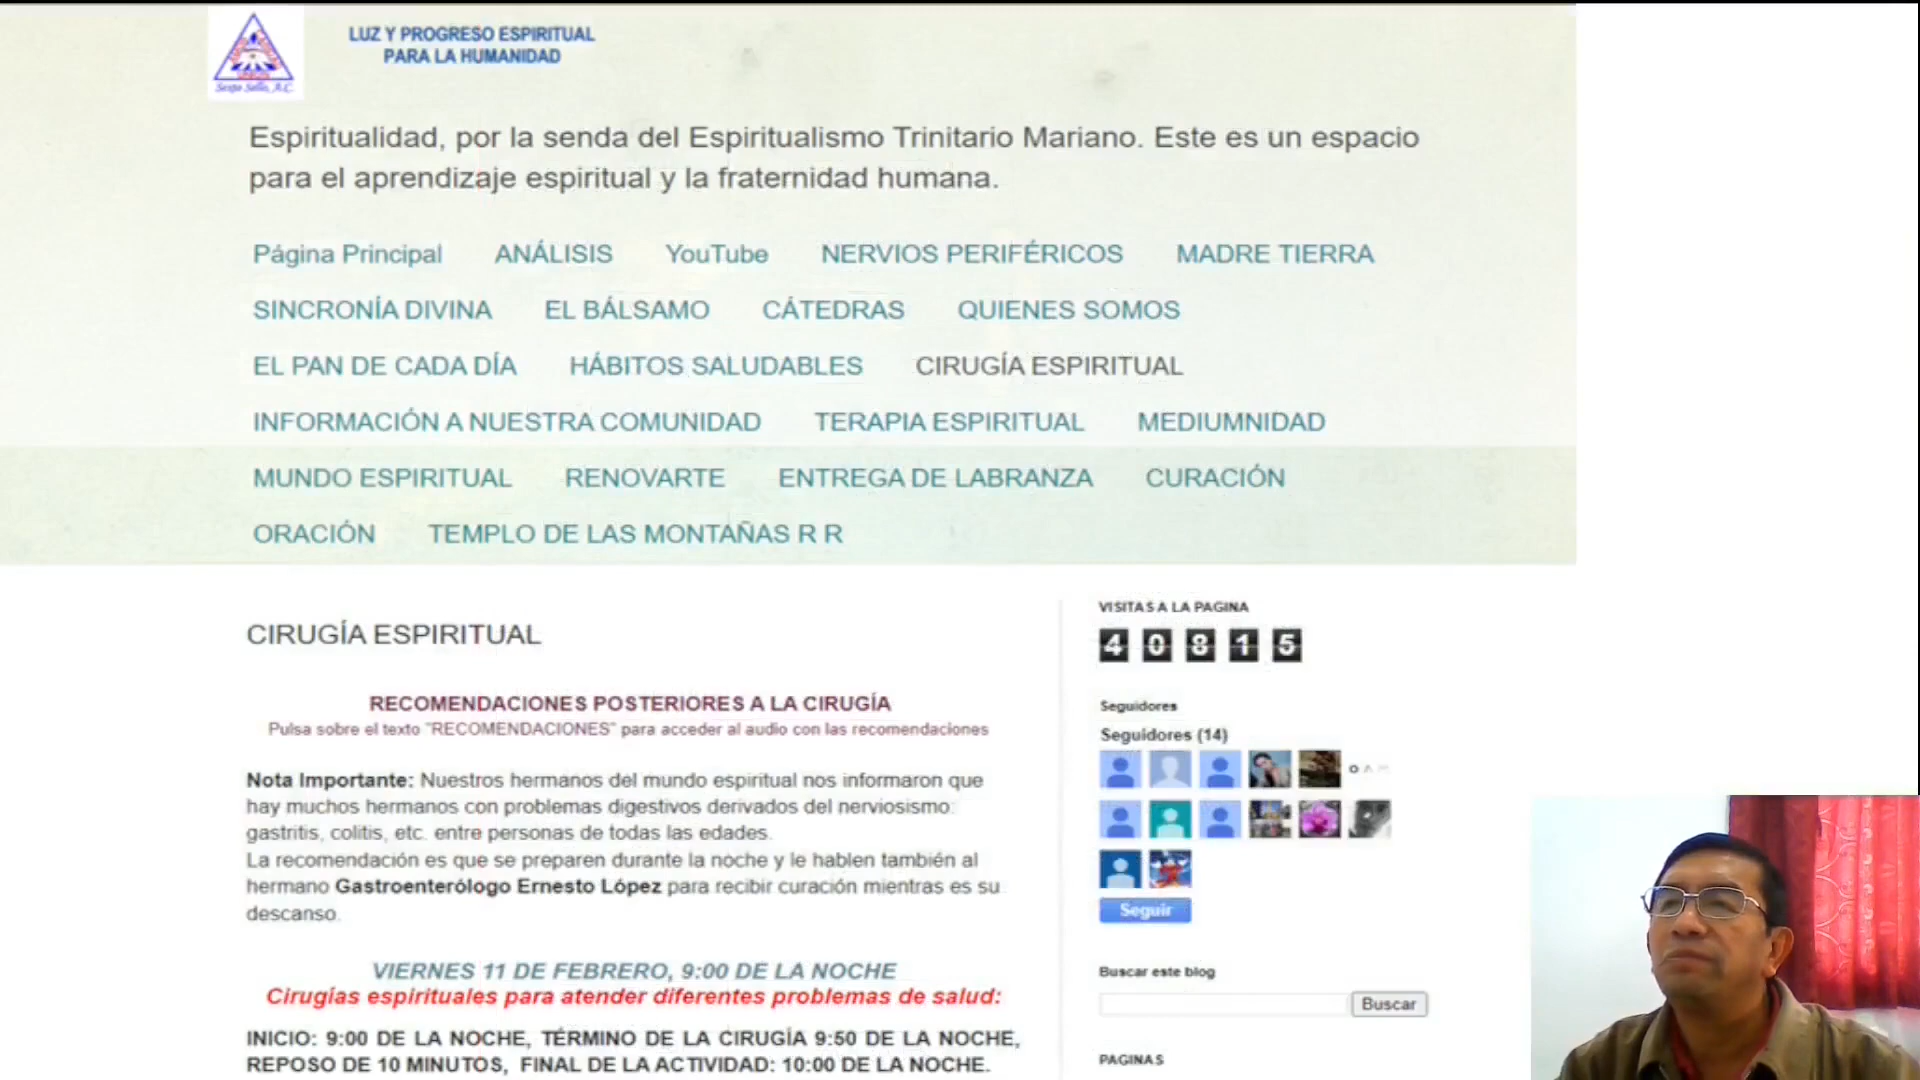 Sexto Sello, A.C.
LUZ Y PROGRESO ESPIRITUAL
PARA LA HUMANIDAD
Espiritualidad, por la senda del Espiritualismo Trinitario Mariano. Este es un espacio
para el aprendizaje espiritual y la fraternidad humana.
Página Principal ANÁLISIS YouTube NERVIOS PERIFÉRICOS MADRE TIERRA
SINCRONÍA DIVINA EL BÁLSAMO CÁTEDRAS QUIENES SOMOS
EL PAN DE CADA DÍA HÁBITOS SALUDABLES CIRUGÍA ESPIRITUAL
INFORMACIÓN A NUESTRA COMUNIDAD TERAPIA ESPIRITUAL MEDIUMNIDAD
MUNDO ESPIRITUAL RENOVARTE ENTREGA DE LABRANZA CURACIÓN
ORACIÓN TEMPLO DE LAS MONTAÑAS R R
CIRUGÍA ESPIRITUAL
RECOMENDACIONES POSTERIORES A LA CIRUGÍA
Pulsa sobre el texto "RECOMENDACIONES" para acceder al audio con las recomendaciones
Nota Importante: Nuestros hermanos del mundo espiritual nos informaron que
hay muchos hermanos con problemas digestivos derivados del nerviosismo:
gastritis, colitis, etc. entre personas de todas las edades.
La recomendación es que se preparen durante la noche y le hablen también al
hermano Gastroenterólogo Ernesto López para recibir curación mientras es su
descanso.
VIERNES 11 DE FEBRERO, 9:00 DE LA NOCHE
Cirugías espirituales para atender diferentes problemas de salud:
INICIO: 9:00 DE LA NOCHE, TÉRMINO DE LA CIRUGÍA 9:50 DE LA NOCHE,
REPOSO DE 10 MINUTOS, FINAL DE LA ACTIVIDAD: 10:00 DE LA NOCHE.
VISITAS A LA PAGINA
40815
Seguidores
Seguidores (14)
Seguir
Buscar este blog
Buscar
PAGINAS